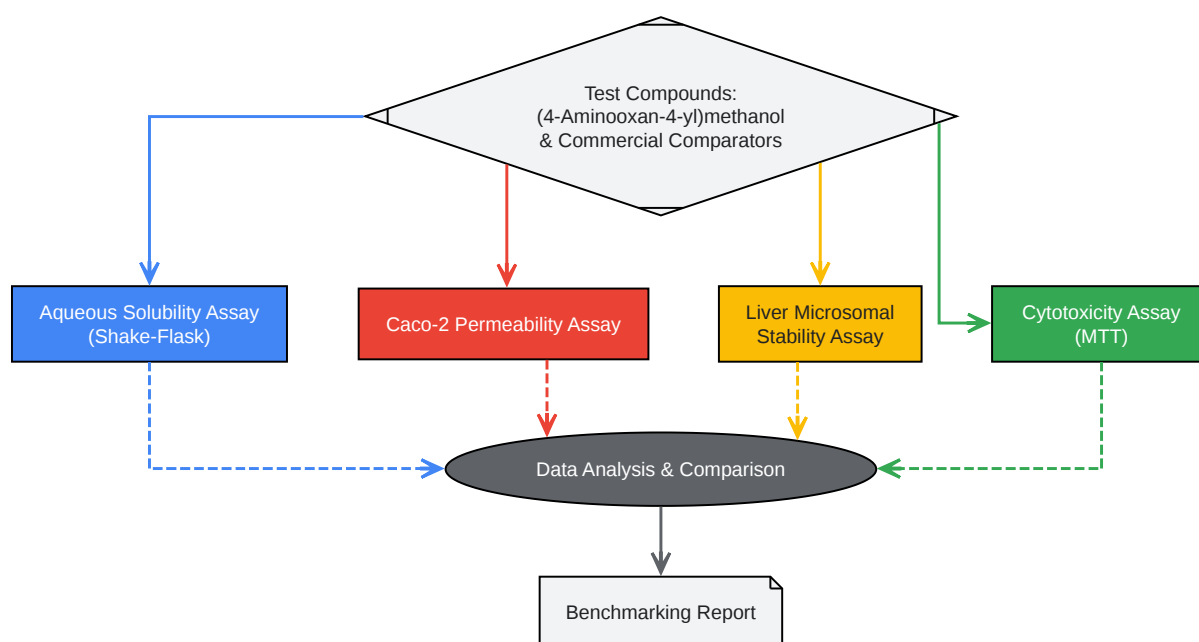 Test Compounds:
(4-Aminooxan-4-yl)methanol
& Commercial Comparators
Aqueous Solubility Assay
(Shake-Flask)
Caco-2 Permeability Assay
Liver Microsomal
Stability Assay
Cytotoxicity Assay
(MTT)
Data Analysis & Comparison
Benchmarking Report